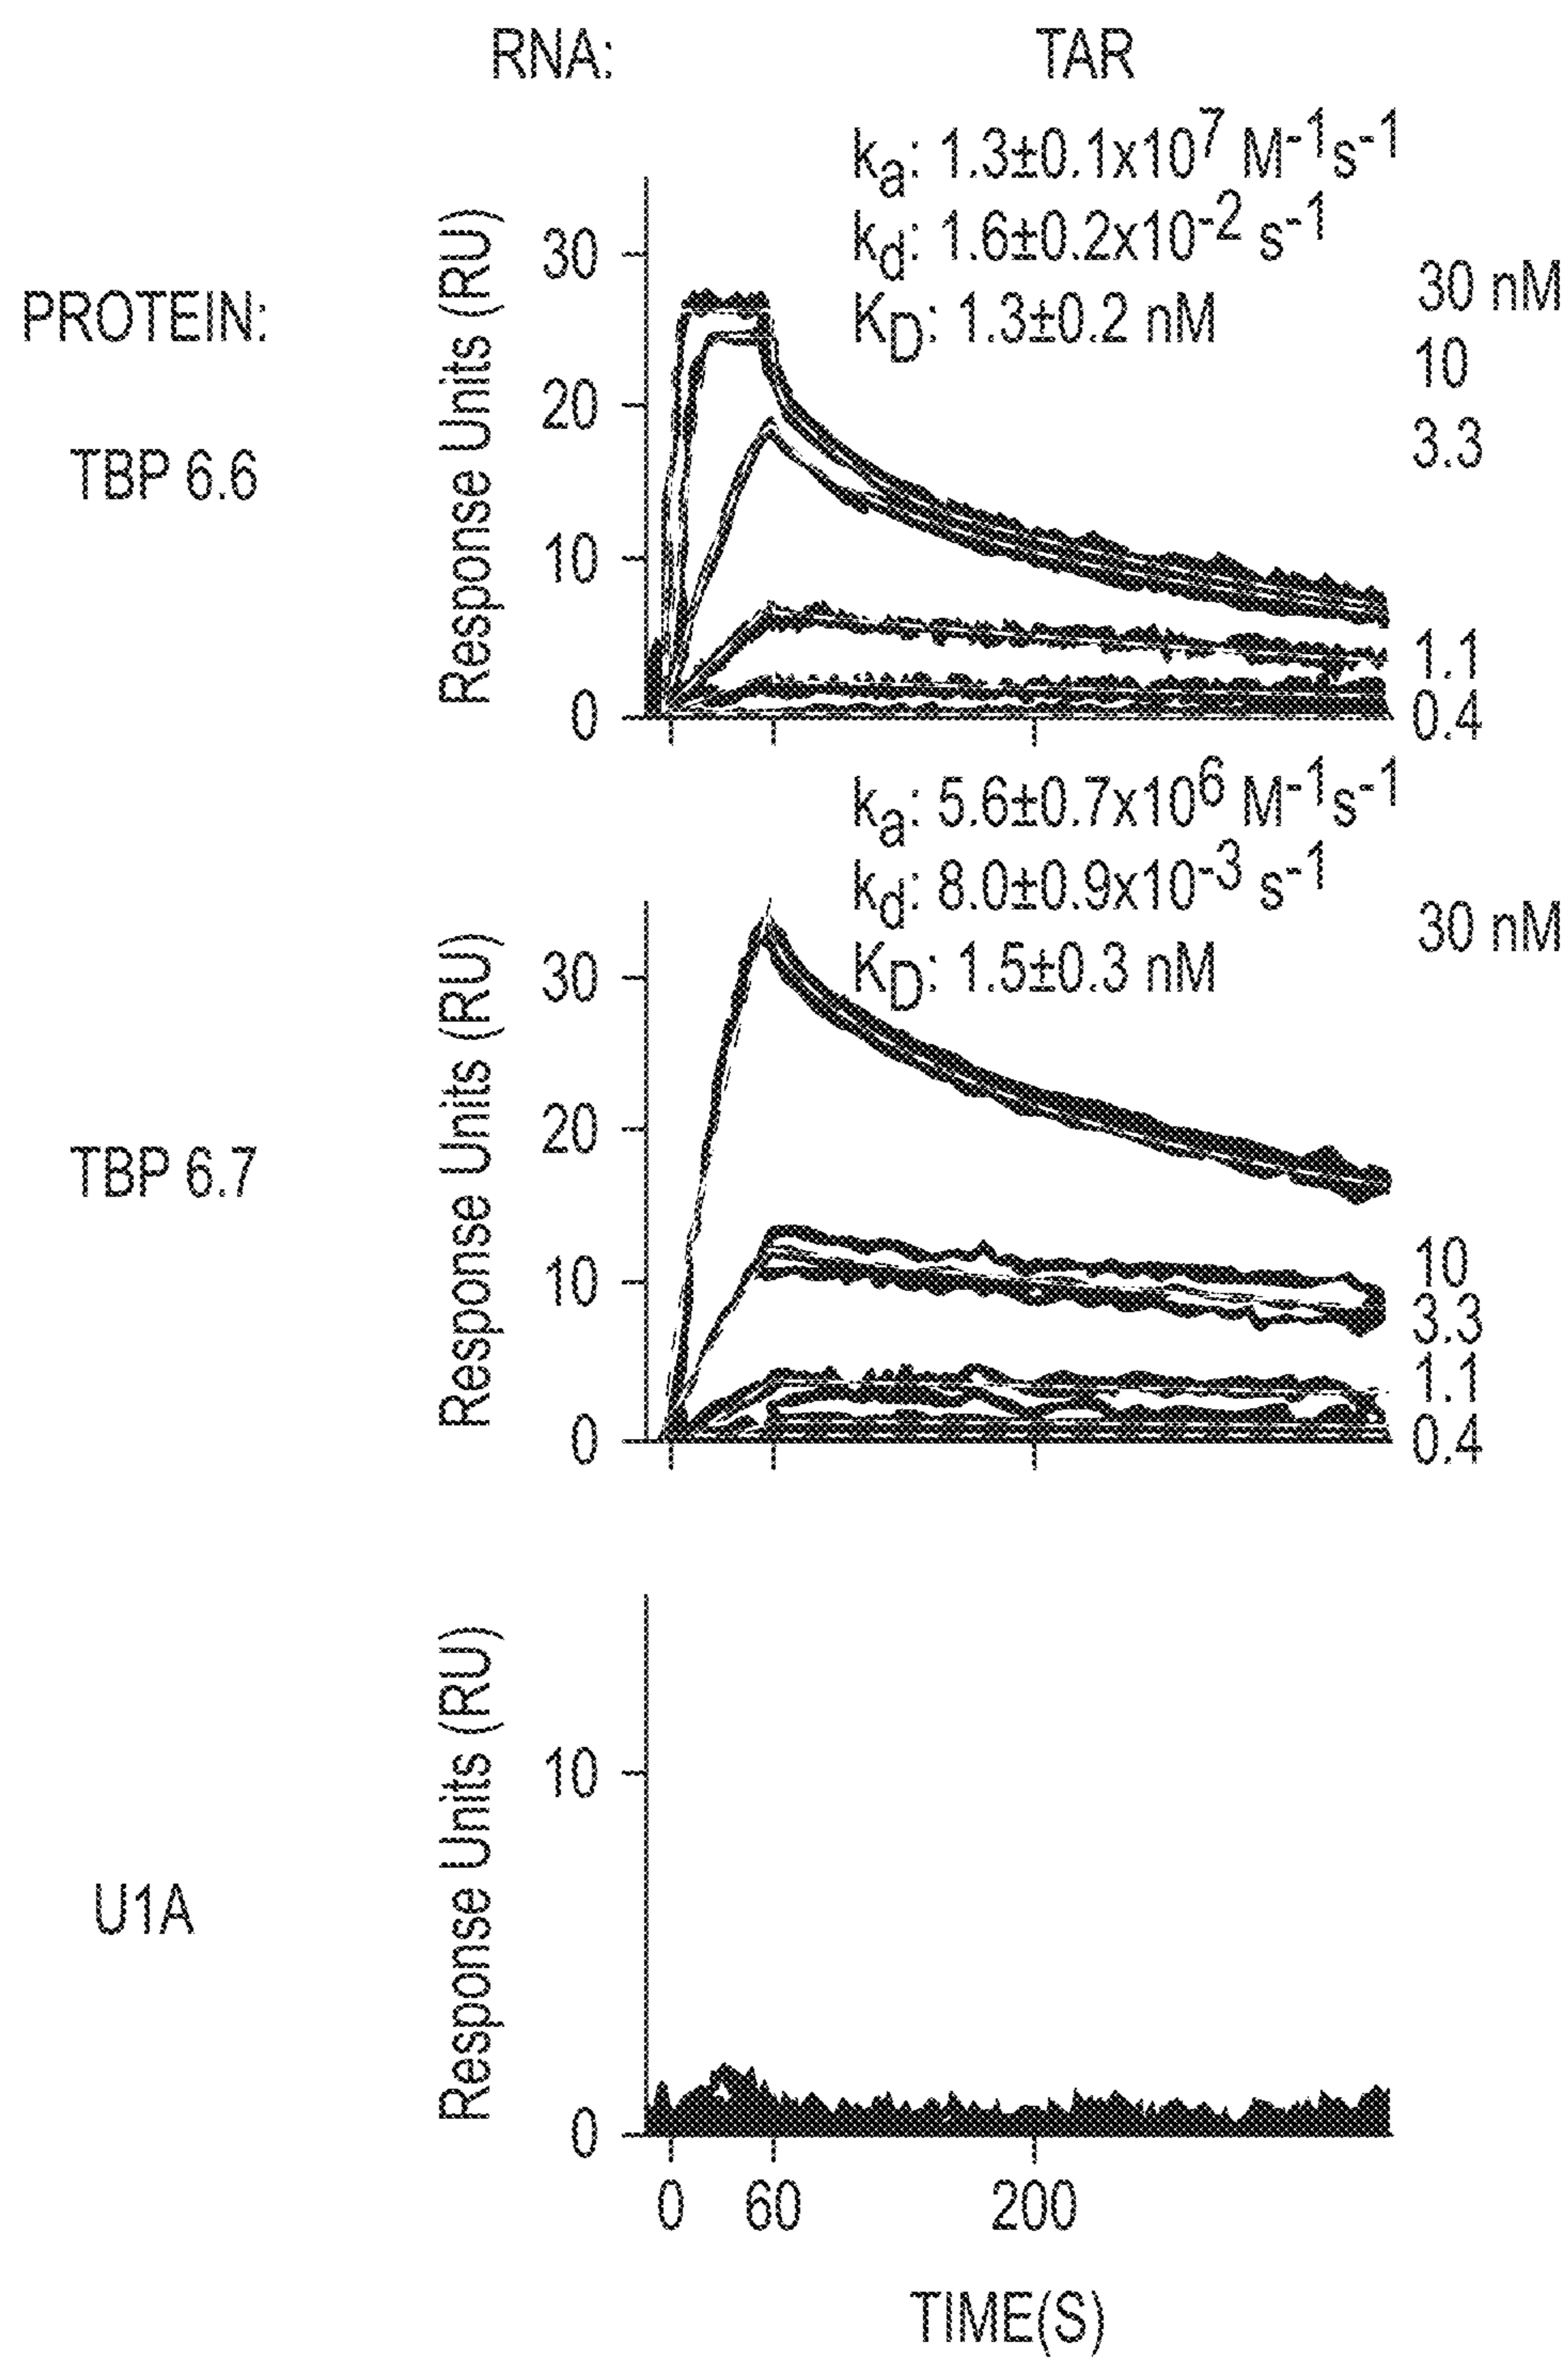 RNA: TAR
PROTEIN:
TBP 6.6
Response Units (RU)
30
20
10
0
ka: 1.3±0.1x10^7 M^-1s^-1
kd: 1.6±0.2x10^-2 s^-1
KD: 1.3±0.2 nM
30 nM
10
3.3
1.1
0.4
TBP 6.7
Response Units (RU)
30
20
10
0
ka: 5.6±0.7x10^6 M^-1s^-1
kd: 8.0±0.9x10^-3 s^-1
KD: 1.5±0.3 nM
30 nM
10
3.3
1.1
0.4
U1A
Response Units (RU)
10
0
0 60 200
TIME(S)